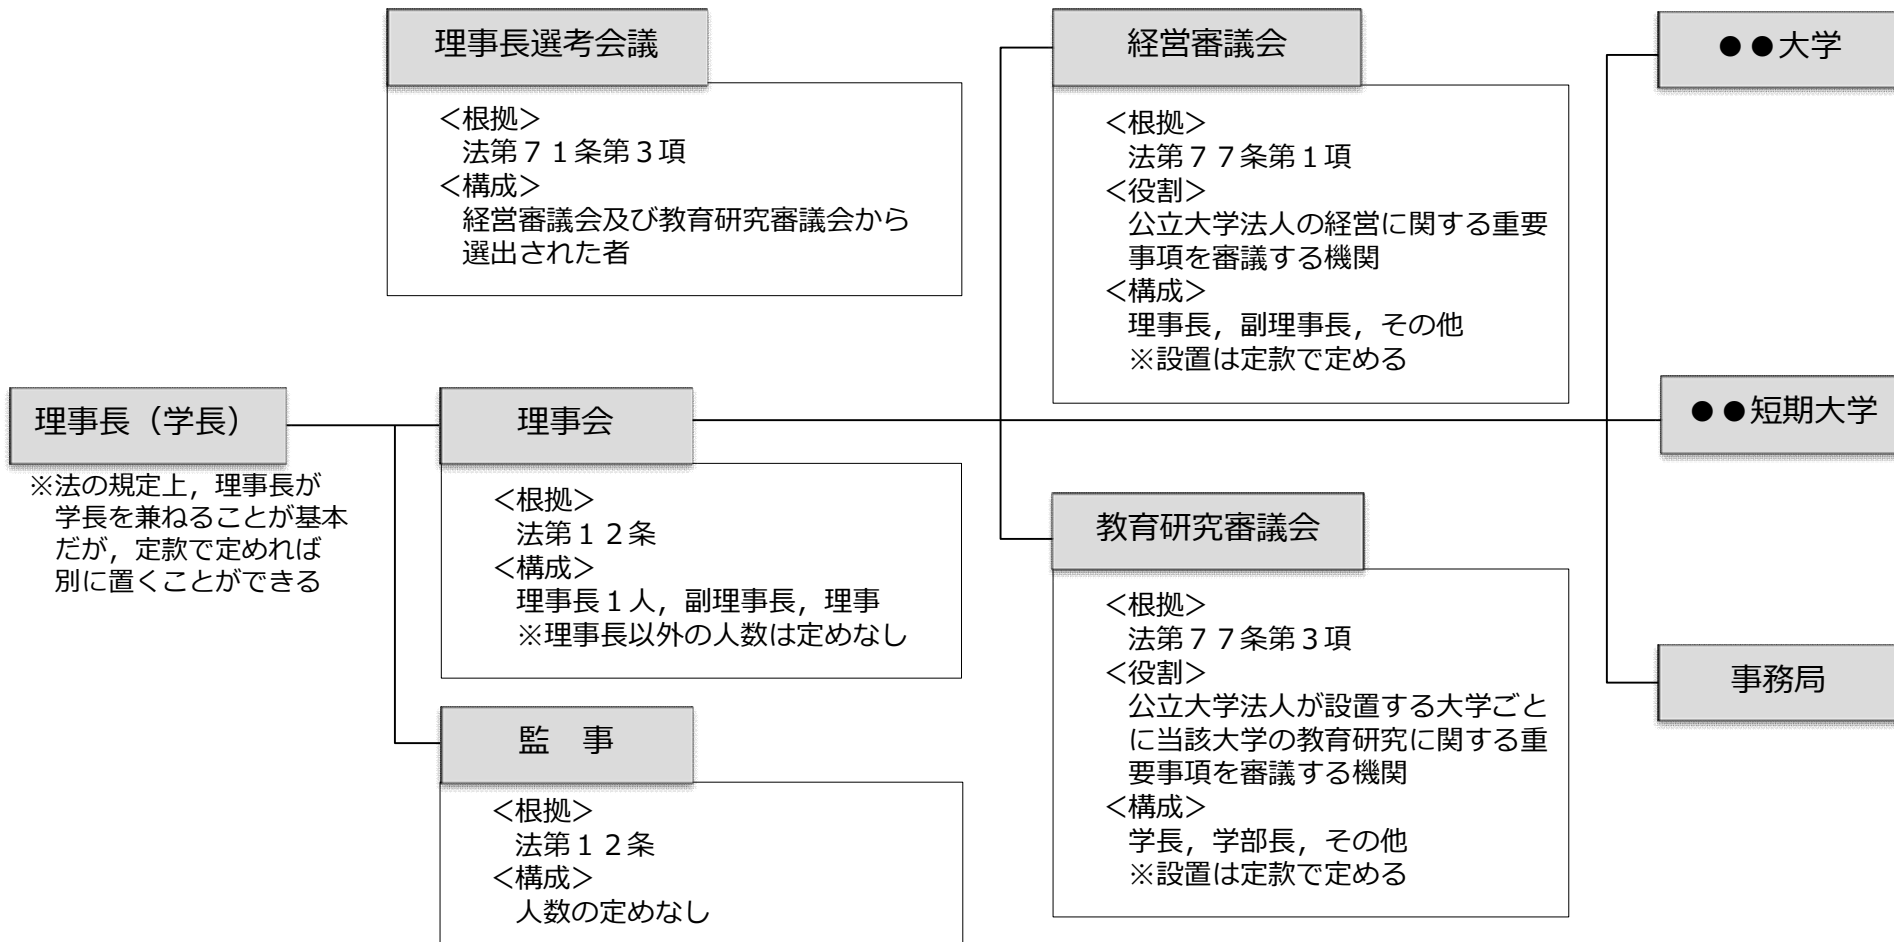 理事長選考会議
＜根拠＞
法第７１条第３項
＜構成＞
経営審議会及び教育研究審議会から
選出された者
経営審議会
＜根拠＞
法第７７条第１項
＜役割＞
公立大学法人の経営に関する重要
事項を審議する機関
＜構成＞
理事長，副理事長，その他
※設置は定款で定める
●●大学
理事長（学長）
※法の規定上，理事長が
学長を兼ねることが基本
だが，定款で定めれば
別に置くことができる
理事会
＜根拠＞
法第１２条
＜構成＞
理事長１人，副理事長，理事
※理事長以外の人数は定めなし
監　事
＜根拠＞
法第１２条
＜構成＞
人数の定めなし
教育研究審議会
＜根拠＞
法第７７条第３項
＜役割＞
公立大学法人が設置する大学ごと
に当該大学の教育研究に関する重
要事項を審議する機関
＜構成＞
学長，学部長，その他
※設置は定款で定める
●●短期大学
事務局